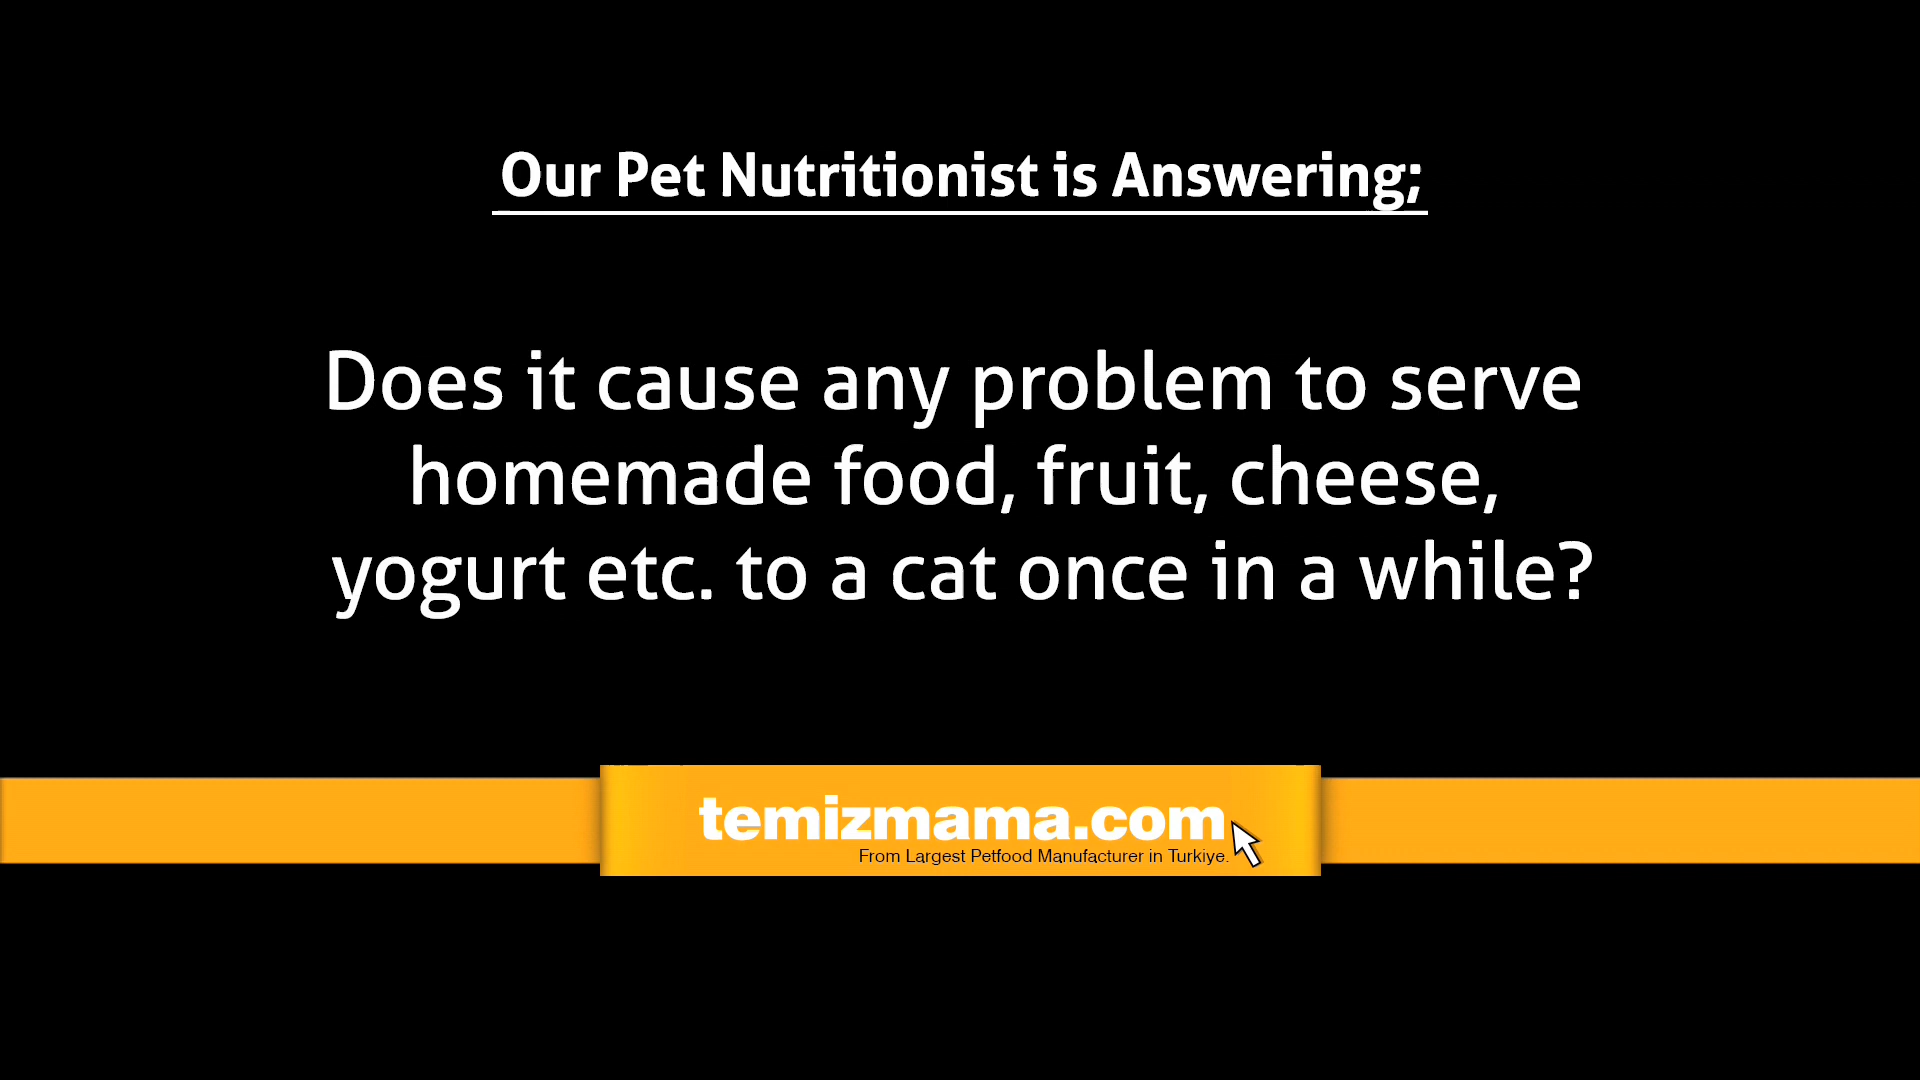 Our Pet Nutritionist is Answering;
Does it cause any problem to serve
homemade food, fruit, cheese,
yogurt etc. to a cat once in a while?
temizmama.com
From Largest Petfood Manufacturer in Turkiye.